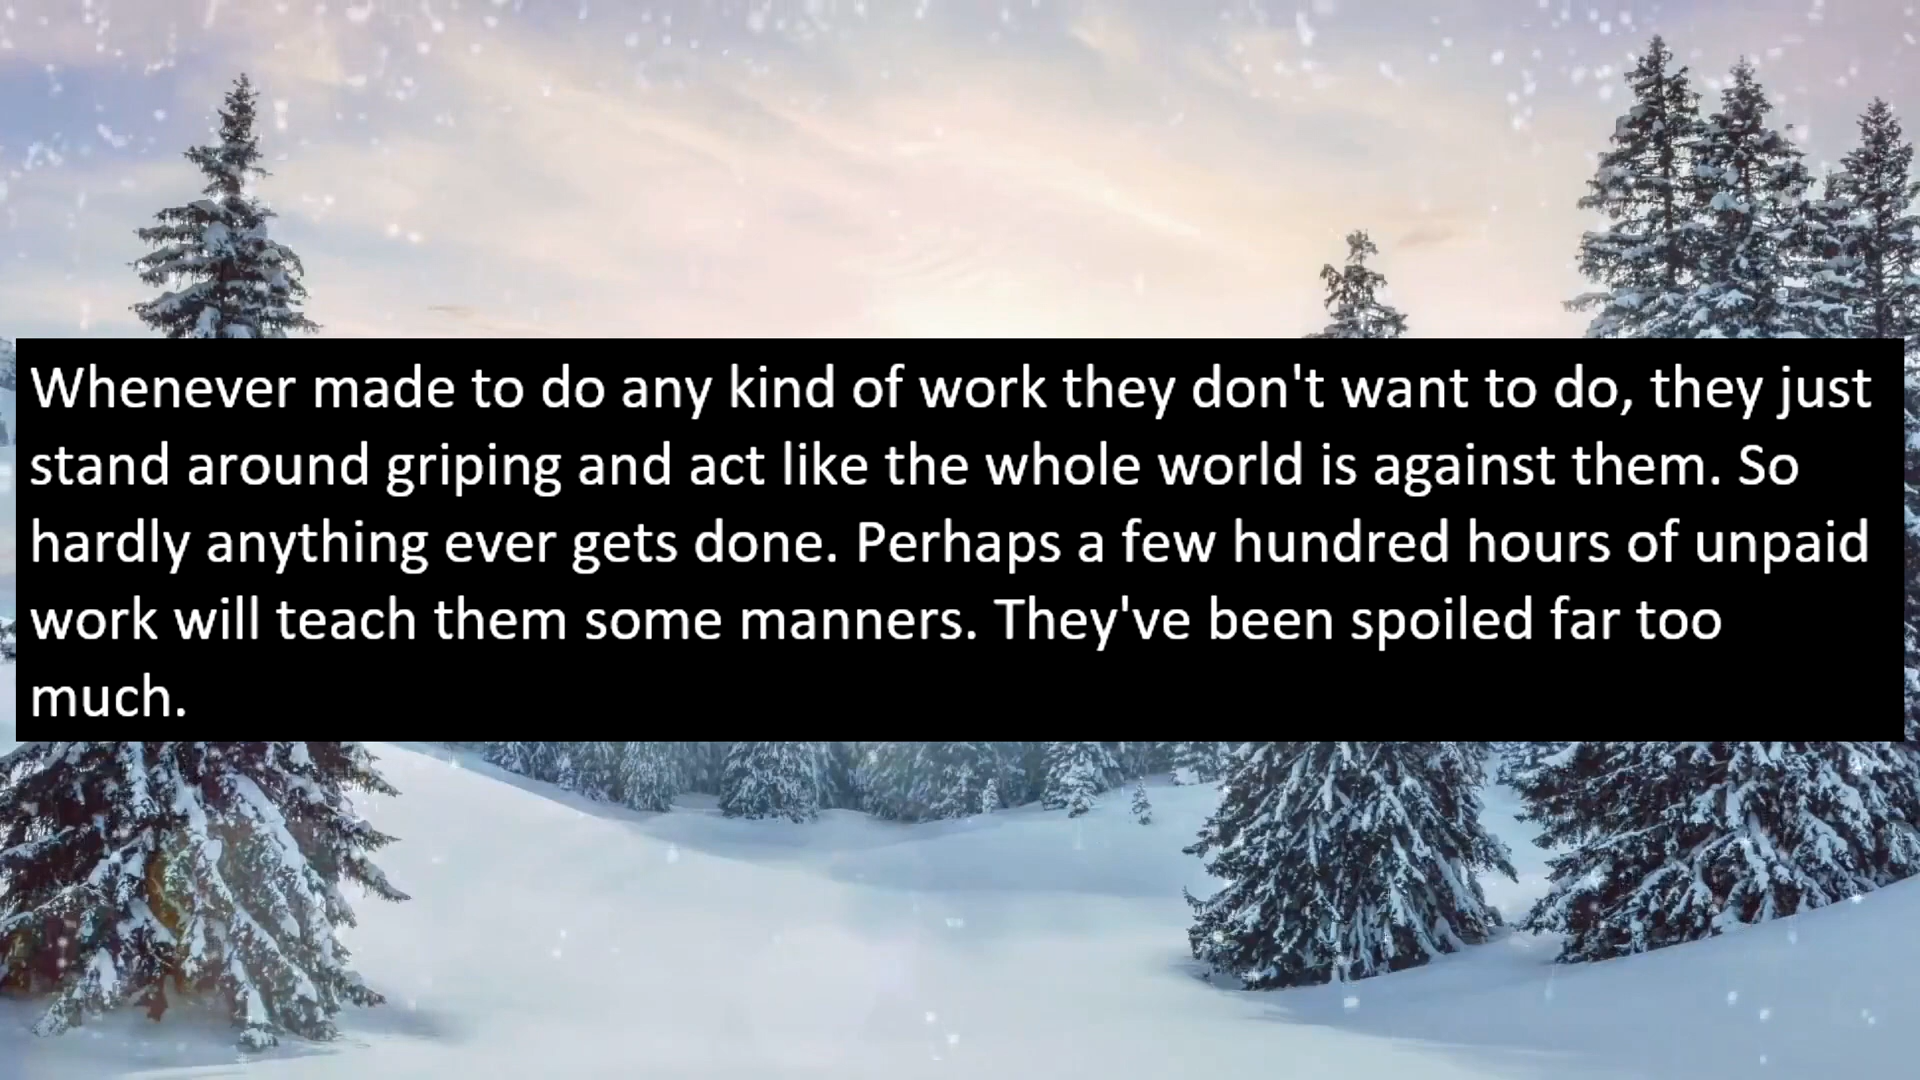 Whenever made to do any kind of work they don't want to do, they just
stand around griping and act like the whole world is against them. So
hardly anything ever gets done. Perhaps a few hundred hours of unpaid
work will teach them some manners. They've been spoiled far too
much.